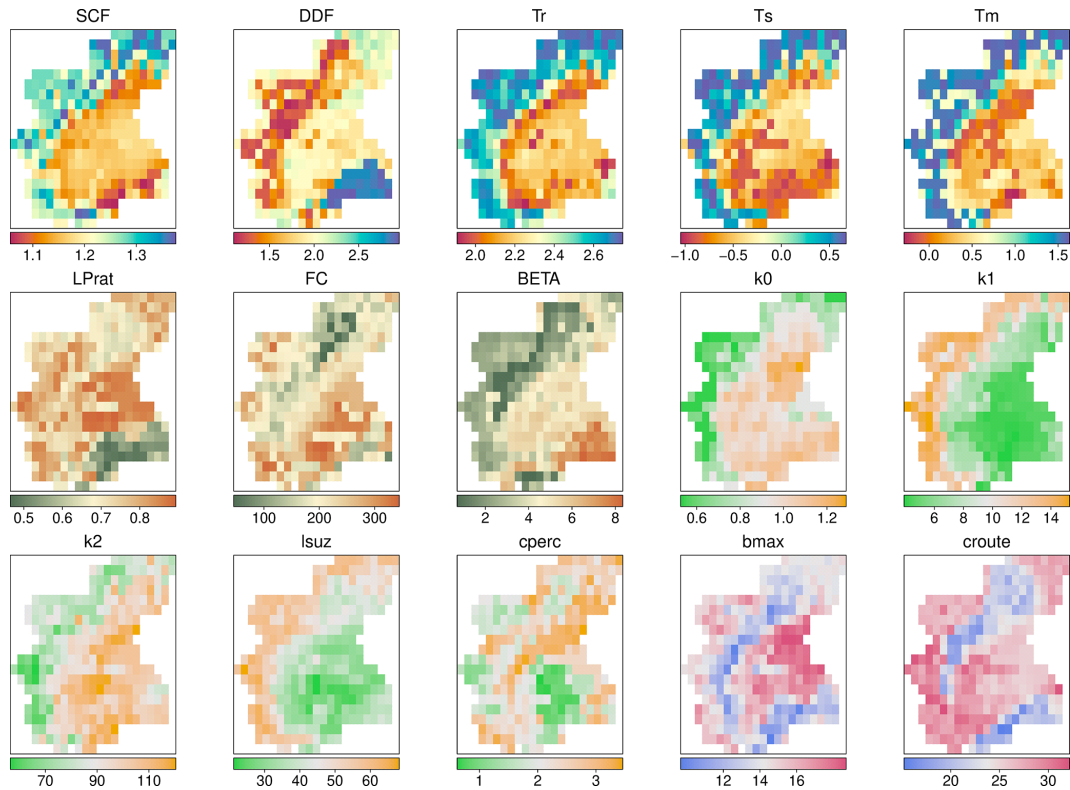 SCF DDF Tr Ts Tm
1.1 1.2 1.3 1.5 2.0 2.5 2.0 2.2 2.4 2.6 −1.0 −0.5 0.0 0.5 0.0 0.5 1.0 1.5
LPrat FC BETA k0 k1
0.5 0.6 0.7 0.8 100 200 300 2 4 6 8 0.6 0.8 1.0 1.2 6 8 10 12 14
k2 lsuz cperc bmax croute
70 90 110 30 40 50 60 1 2 3 12 14 16 20 25 30